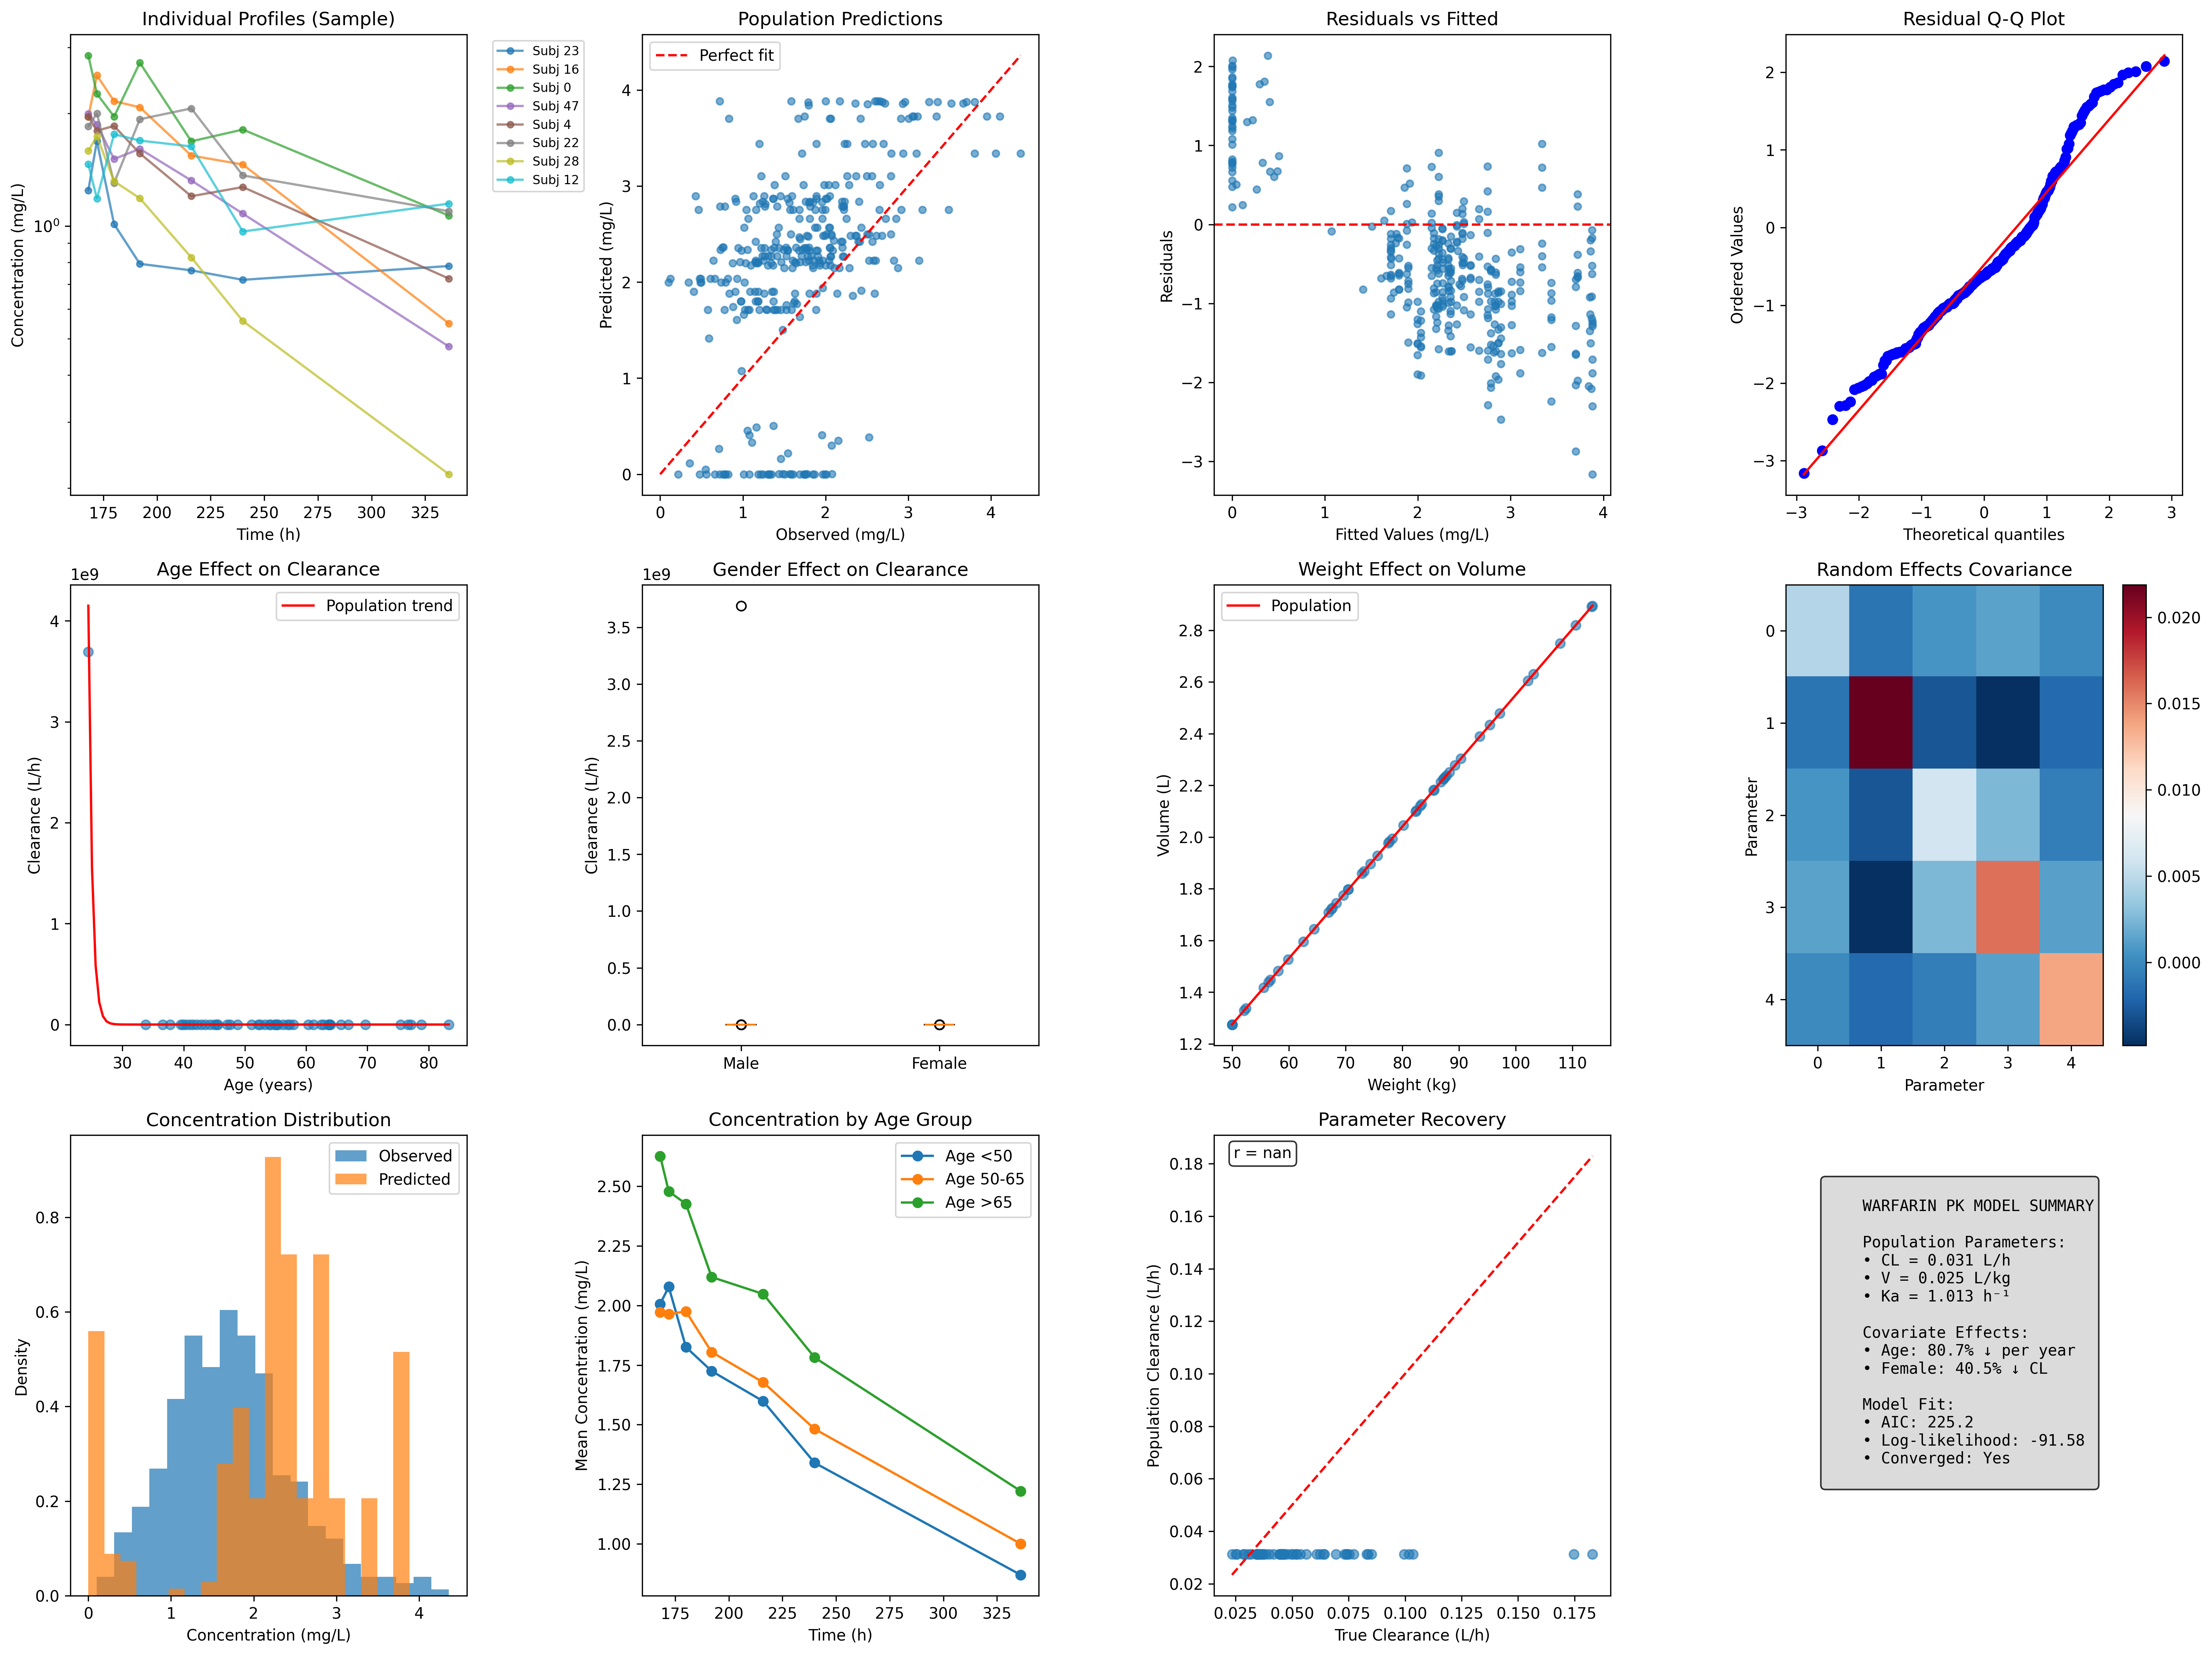 Individual Profiles (Sample)
Concentration (mg/L)
10⁰
175 200 225 250 275 300 325
Time (h)
Subj 23
Subj 16
Subj 0
Subj 47
Subj 4
Subj 22
Subj 28
Subj 12
Population Predictions
Perfect fit
Predicted (mg/L)
4
3
2
1
0
0 1 2 3 4
Observed (mg/L)
Residuals vs Fitted
Residuals
2
1
0
−1
−2
−3
0 1 2 3 4
Fitted Values (mg/L)
Residual Q-Q Plot
Ordered Values
2
1
0
−1
−2
−3
−3 −2 −1 0 1 2 3
Theoretical quantiles
Age Effect on Clearance
1e9
Population trend
Clearance (L/h)
4
3
2
1
0
30 40 50 60 70 80
Age (years)
Gender Effect on Clearance
1e9
Clearance (L/h)
3.5
3.0
2.5
2.0
1.5
1.0
0.5
0.0
Male Female
Weight Effect on Volume
Population
Volume (L)
2.8
2.6
2.4
2.2
2.0
1.8
1.6
1.4
1.2
50 60 70 80 90 100 110
Weight (kg)
Random Effects Covariance
Parameter
0
1
2
3
4
0 1 2 3 4
Parameter
0.020
0.015
0.010
0.005
0.000
Concentration Distribution
Observed
Predicted
Density
0.8
0.6
0.4
0.2
0.0
0 1 2 3 4
Concentration (mg/L)
Concentration by Age Group
Age <50
Age 50-65
Age >65
Mean Concentration (mg/L)
2.50
2.25
2.00
1.75
1.50
1.25
1.00
175 200 225 250 275 300 325
Time (h)
Parameter Recovery
r = nan
Population Clearance (L/h)
0.18
0.16
0.14
0.12
0.10
0.08
0.06
0.04
0.02
0.025 0.050 0.075 0.100 0.125 0.150 0.175
True Clearance (L/h)
WARFARIN PK MODEL SUMMARY
Population Parameters:
• CL = 0.031 L/h
• V = 0.025 L/kg
• Ka = 1.013 h⁻¹
Covariate Effects:
• Age: 80.7% ↓ per year
• Female: 40.5% ↓ CL
Model Fit:
• AIC: 225.2
• Log-likelihood: -91.58
• Converged: Yes